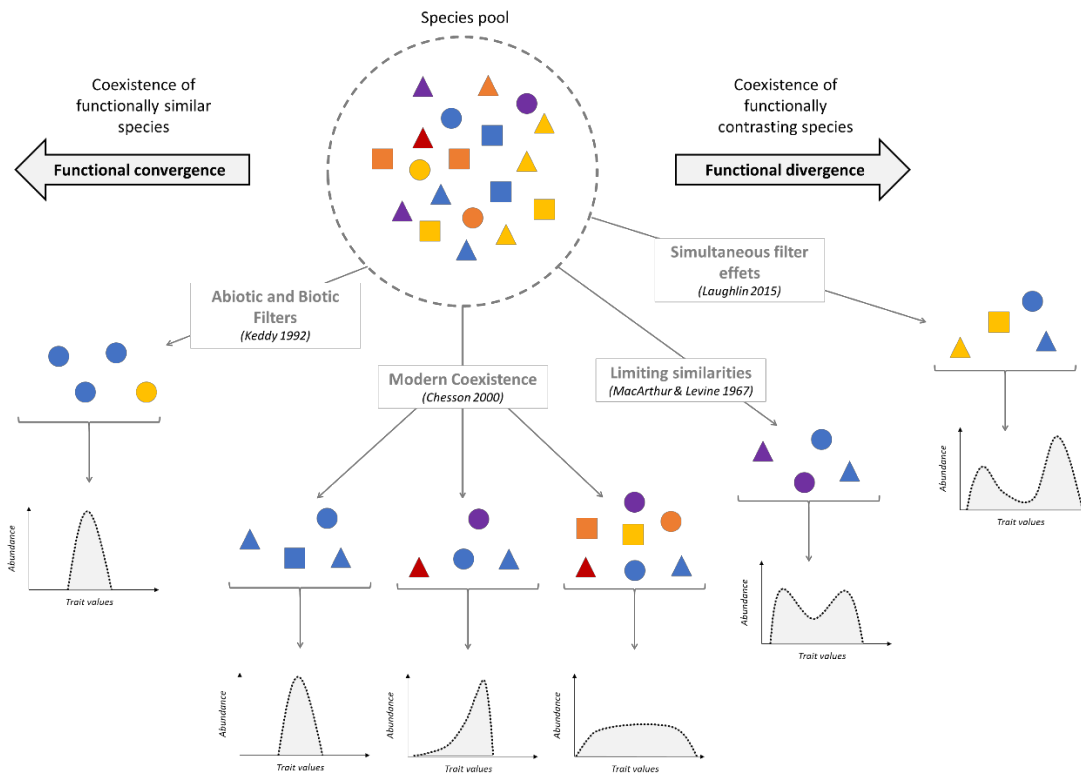 Species pool
Coexistence of
functionally similar
species
Functional convergence
Coexistence of
functionally
contrasting species
Functional divergence
Simultaneous filter
effets
(Laughlin 2015)
Abiotic and Biotic
Filters
(Keddy 1992)
Modern Coexistence
(Chesson 2000)
Limiting similarities
(MacArthur & Levine 1967)
Abundance
Trait values
Abundance
Trait values
Abundance
Trait values
Abundance
Trait values
Abundance
Trait values
Abundance
Trait values